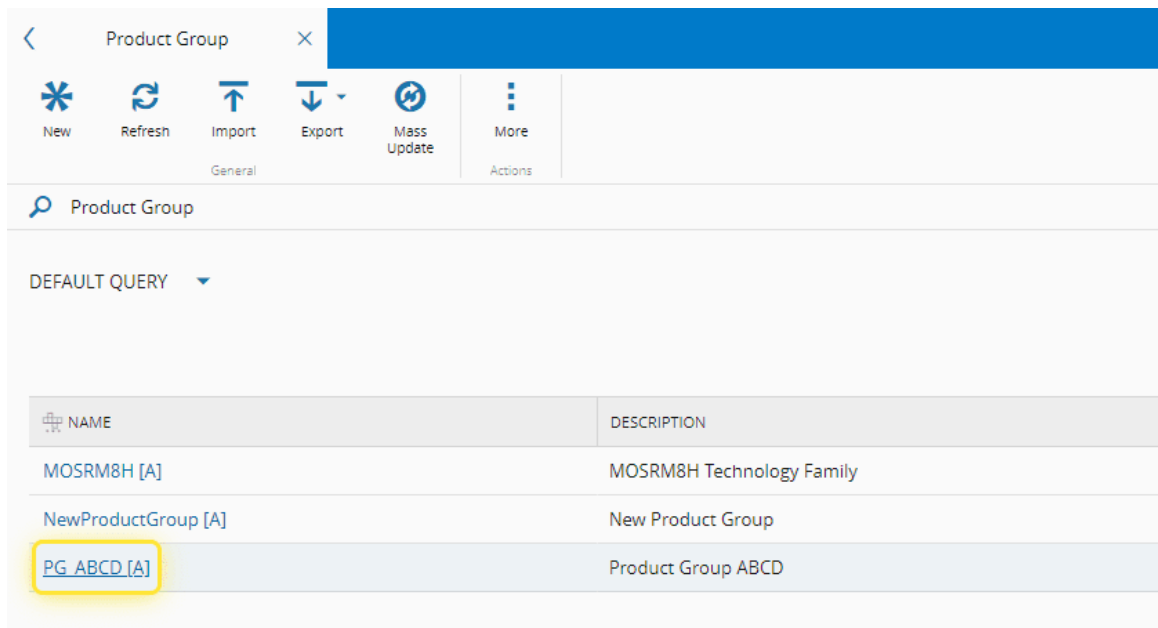 Product Group
New
Refresh
Import
Export
Mass
Update
More
General
Actions
Product Group
DEFAULT QUERY
NAME
DESCRIPTION
MOSRM8H [A]
MOSRM8H Technology Family
NewProductGroup [A]
New Product Group
PG_ABCD [A]
Product Group ABCD